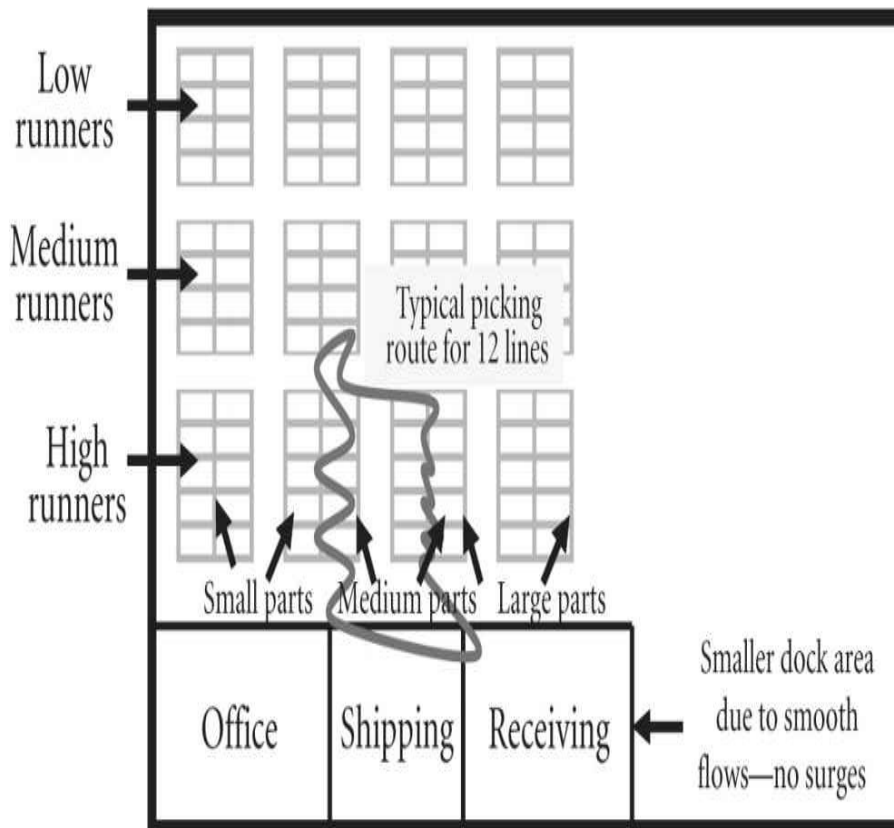 Low
runners
Medium
runners
Typical picking
route for 12 lines
High
runners
Small parts
Medium parts
Large parts
Office
Shipping
Receiving
Smaller dock area
due to smooth
flows—no surges